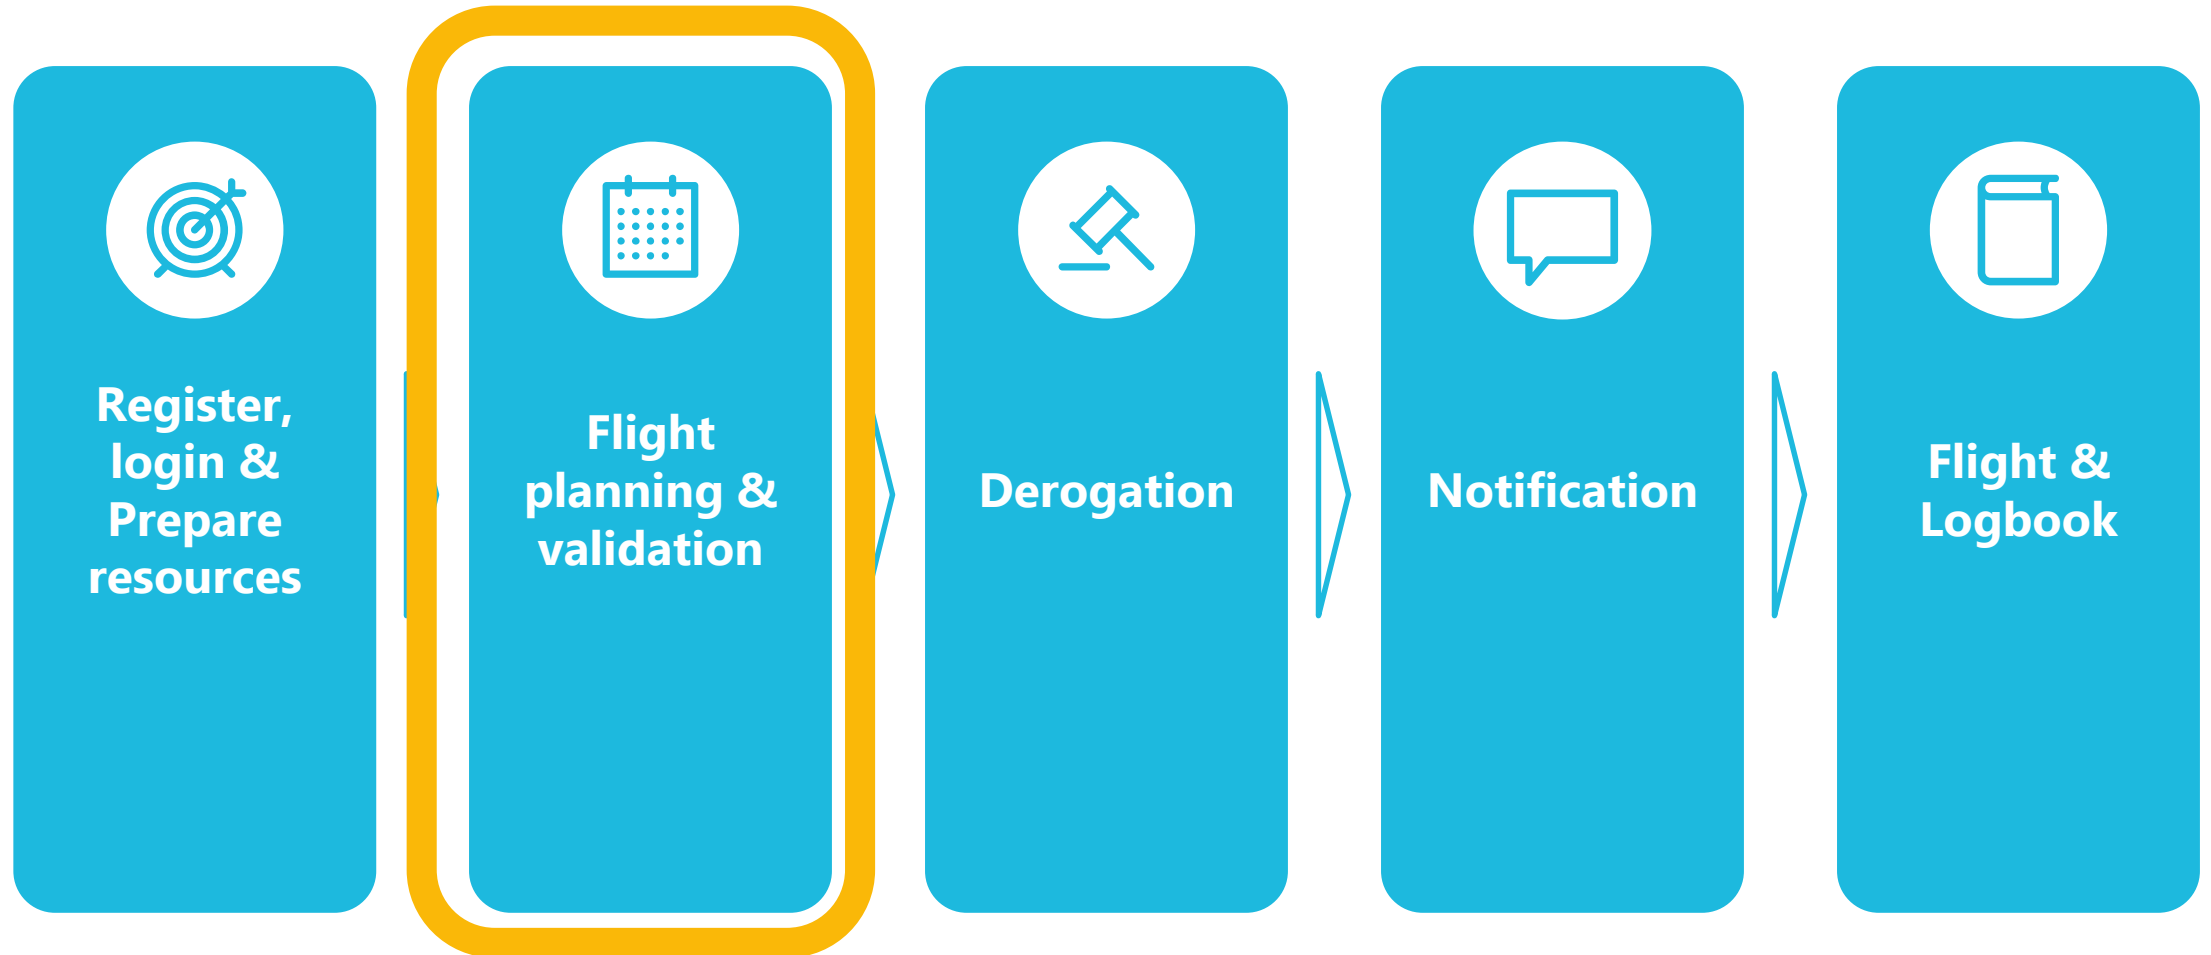 Register,
login &
Prepare
resources
Flight
planning &
validation
Derogation
Notification
Flight &
Logbook